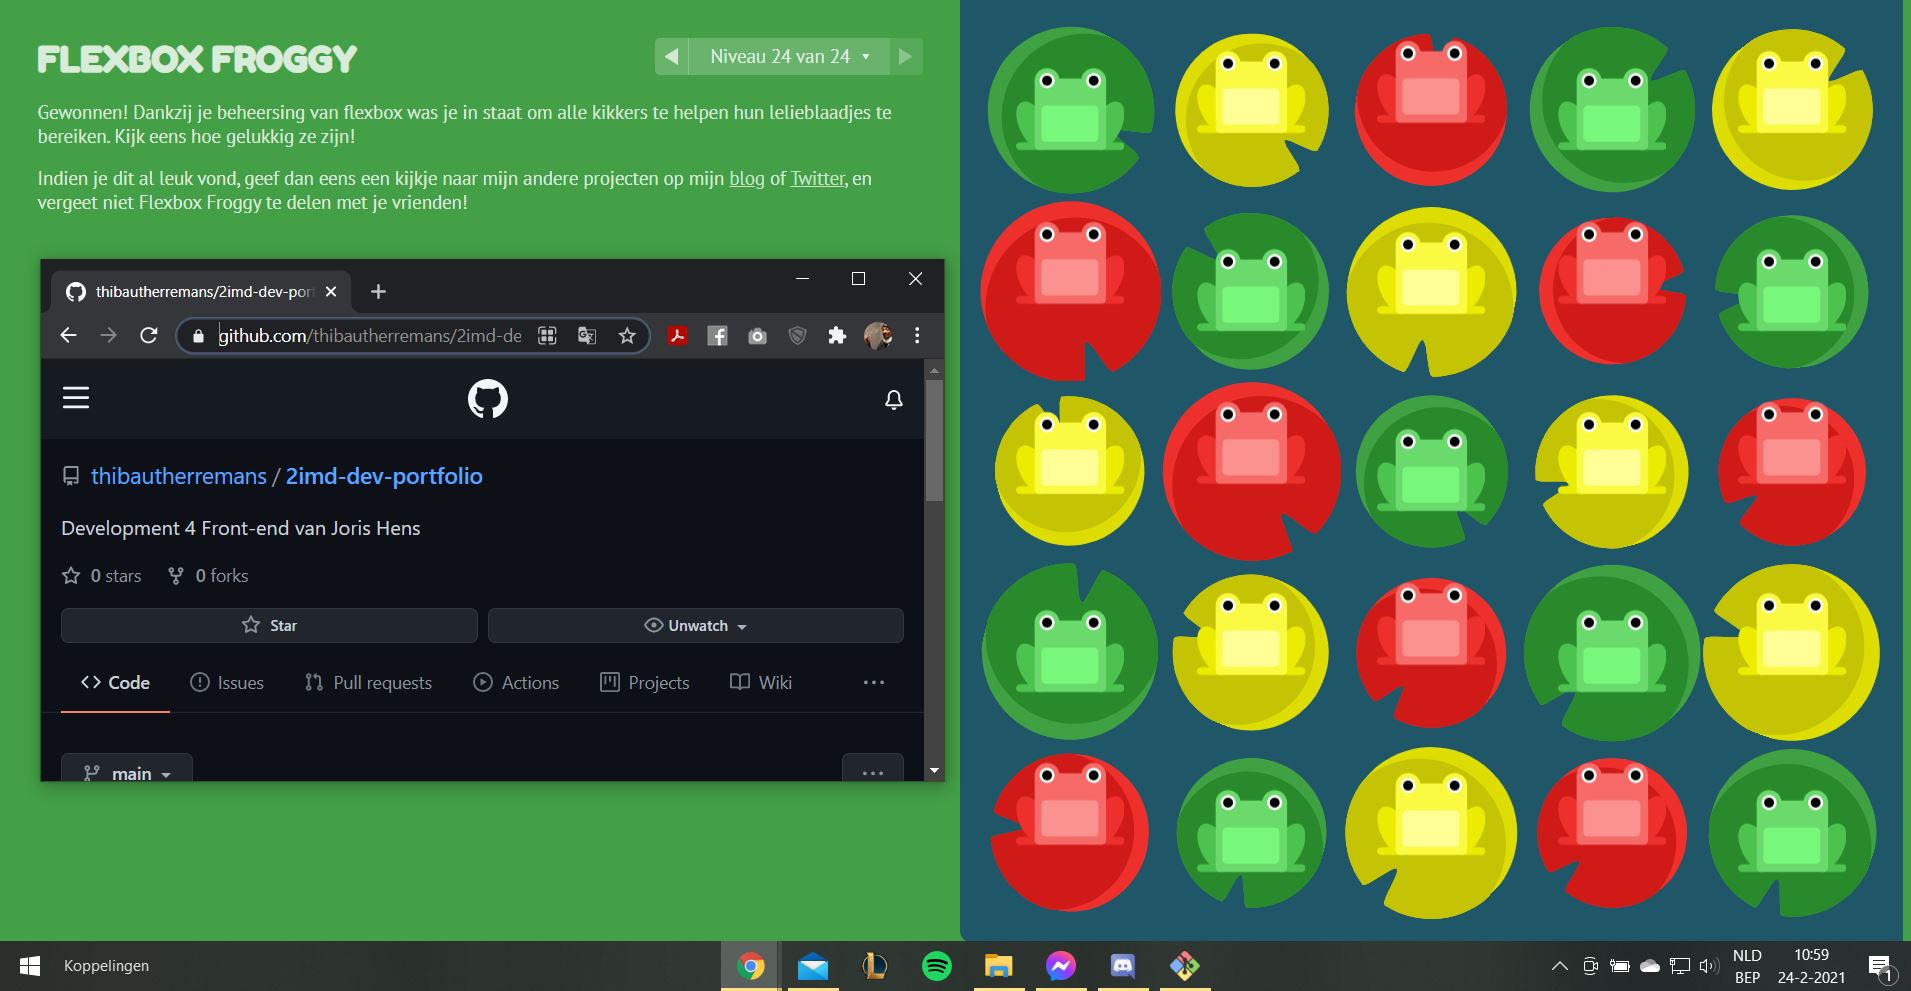 FLEXBOX FROGGY
Niveau 24 van 24
Gewonnen! Dankzij je beheersing van flexbox was je in staat om alle kikkers te helpen hun lelieblaadjes te
bereiken. Kijk eens hoe gelukkig ze zijn!
Indien je dit al leuk vond, geef dan eens een kijkje naar mijn andere projecten op mijn blog of Twitter, en
vergeet niet Flexbox Froggy te delen met je vrienden!
thibautherremans/2imd-dev-port
github.com/thibautherremans/2imd-de
thibautherremans / 2imd-dev-portfolio
Development 4 Front-end van Joris Hens
0 stars 0 forks
Star Unwatch
Code Issues Pull requests Actions Projects Wiki
main
Koppelingen
NLD 10:59
BEP 24-2-2021
1